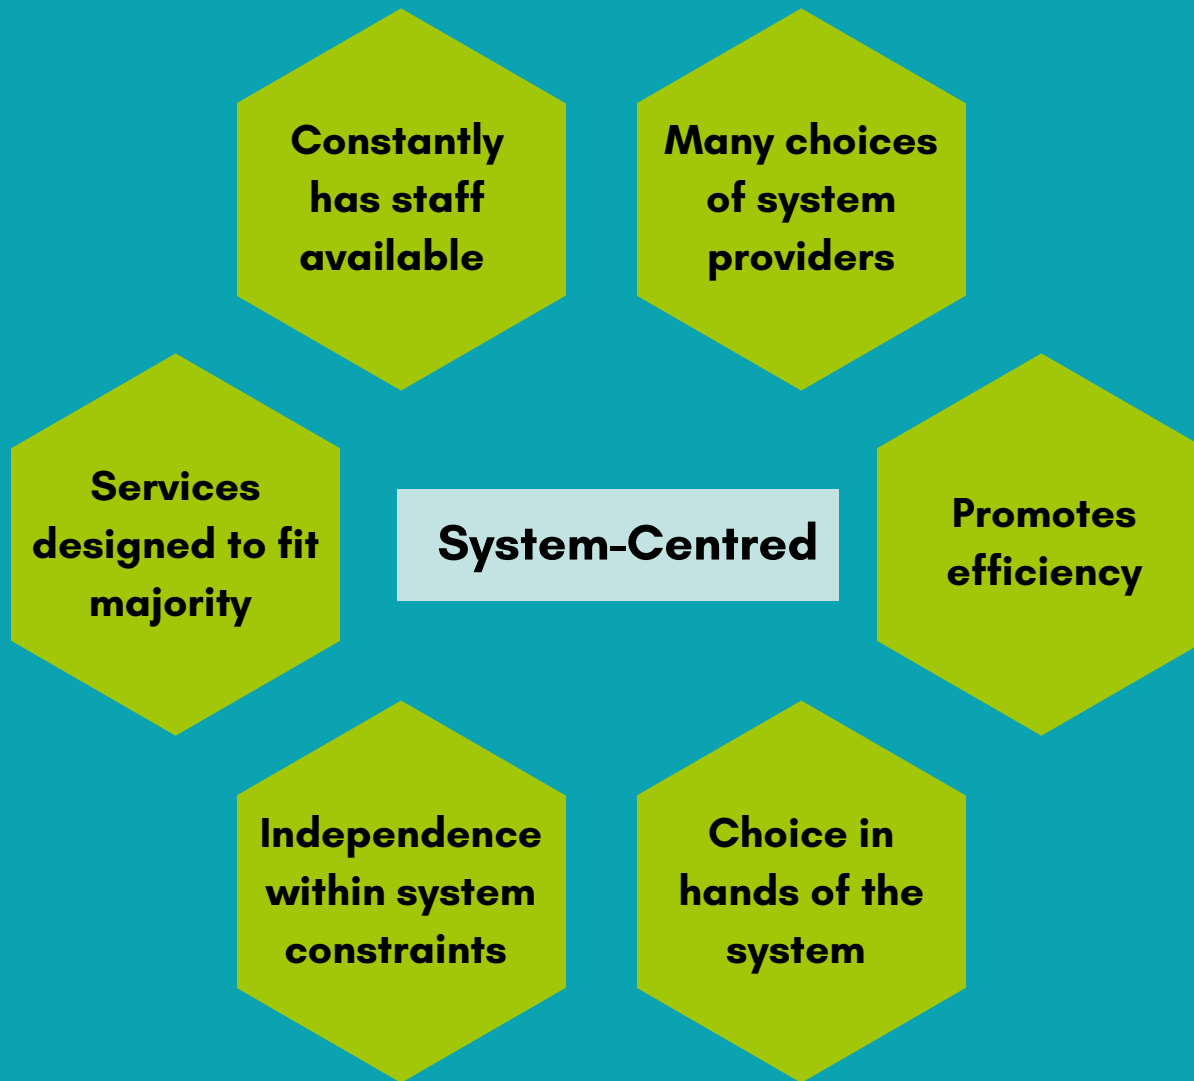 Constantly
has staff
available
Many choices
of system
providers
Services
designed to fit
majority
System-Centred
Promotes
efficiency
Independence
within system
constraints
Choice in
hands of the
system